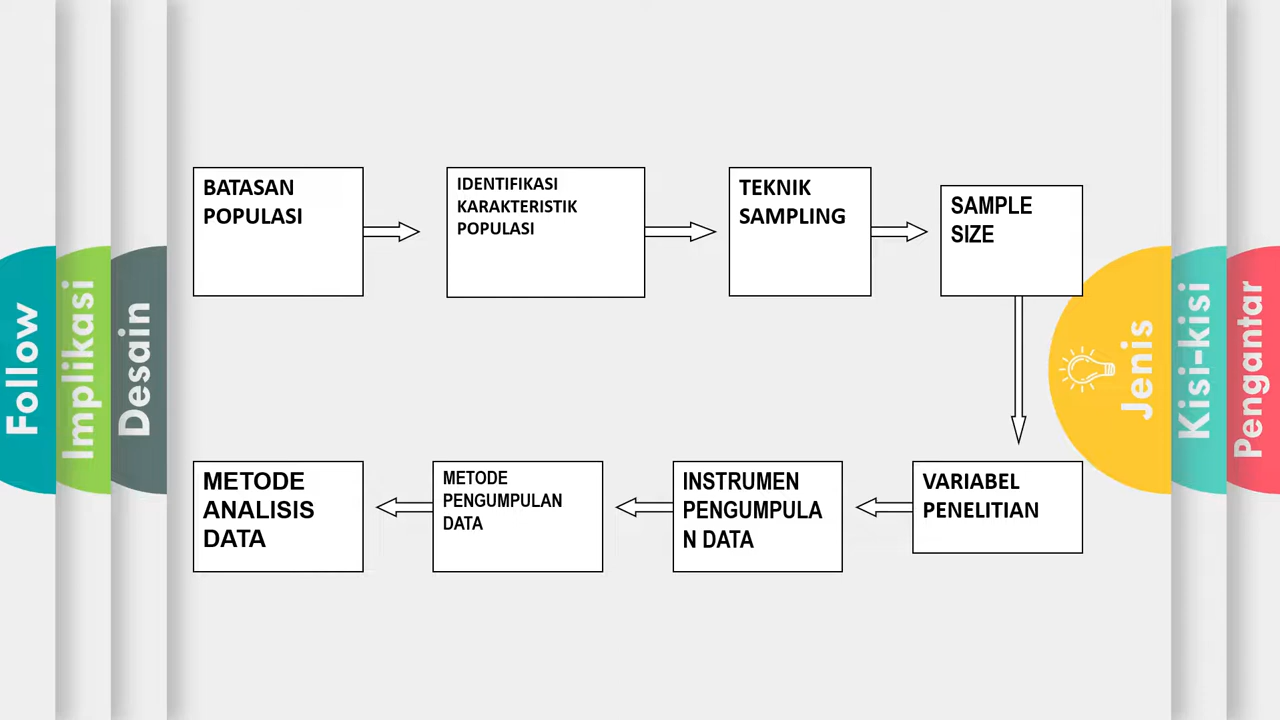 BATASAN
POPULASI
IDENTIFIKASI
KARAKTERISTIK
POPULASI
TEKNIK
SAMPLING
SAMPLE
SIZE
VARIABEL
PENELITIAN
INSTRUMEN
PENGUMPULA
N DATA
METODE
PENGUMPULAN
DATA
METODE
ANALISIS
DATA
Follow
Implikasi
Desain
Jenis
Kisi-kisi
Pengantar